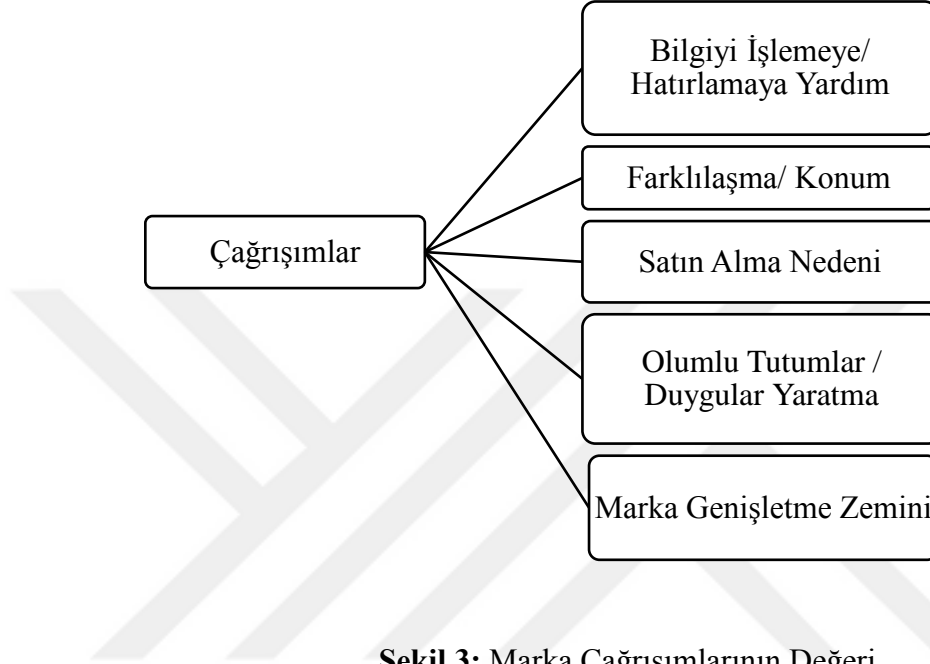 Bilgiyi İşlemeye/
Hatırlamaya Yardım
Farklılaşma/ Konum
Çağrışımlar
Satın Alma Nedeni
Olumlu Tutumlar /
Duygular Yaratma
Marka Genişletme Zemini
Şekil 3: Marka Çağrışımlarının Değeri